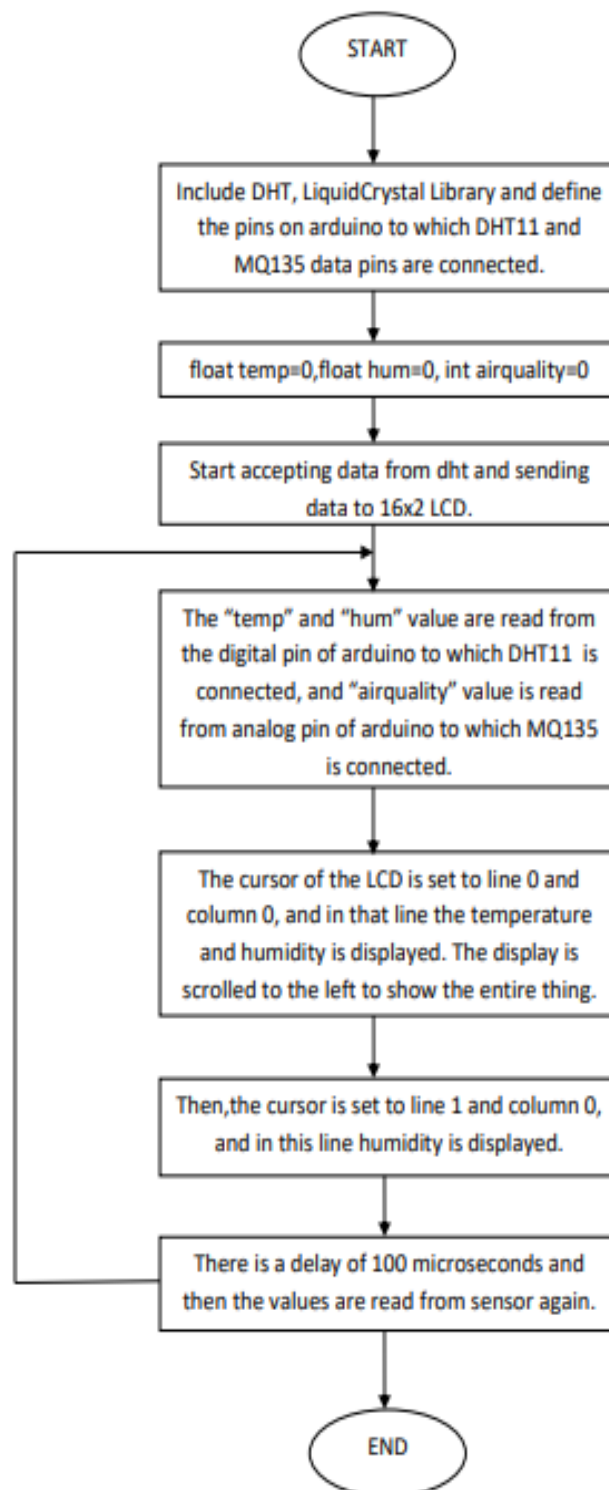 START
Include DHT, LiquidCrystal Library and define
the pins on arduino to which DHT11 and
MQ135 data pins are connected.
float temp=0,float hum=0, int airquality=0
Start accepting data from dht and sending
data to 16x2 LCD.
The “temp” and “hum” value are read from
the digital pin of arduino to which DHT11 is
connected, and “airquality” value is read
from analog pin of arduino to which MQ135
is connected.
The cursor of the LCD is set to line 0 and
column 0, and in that line the temperature
and humidity is displayed. The display is
scrolled to the left to show the entire thing.
Then,the cursor is set to line 1 and column 0,
and in this line humidity is displayed.
There is a delay of 100 microseconds and
then the values are read from sensor again.
END